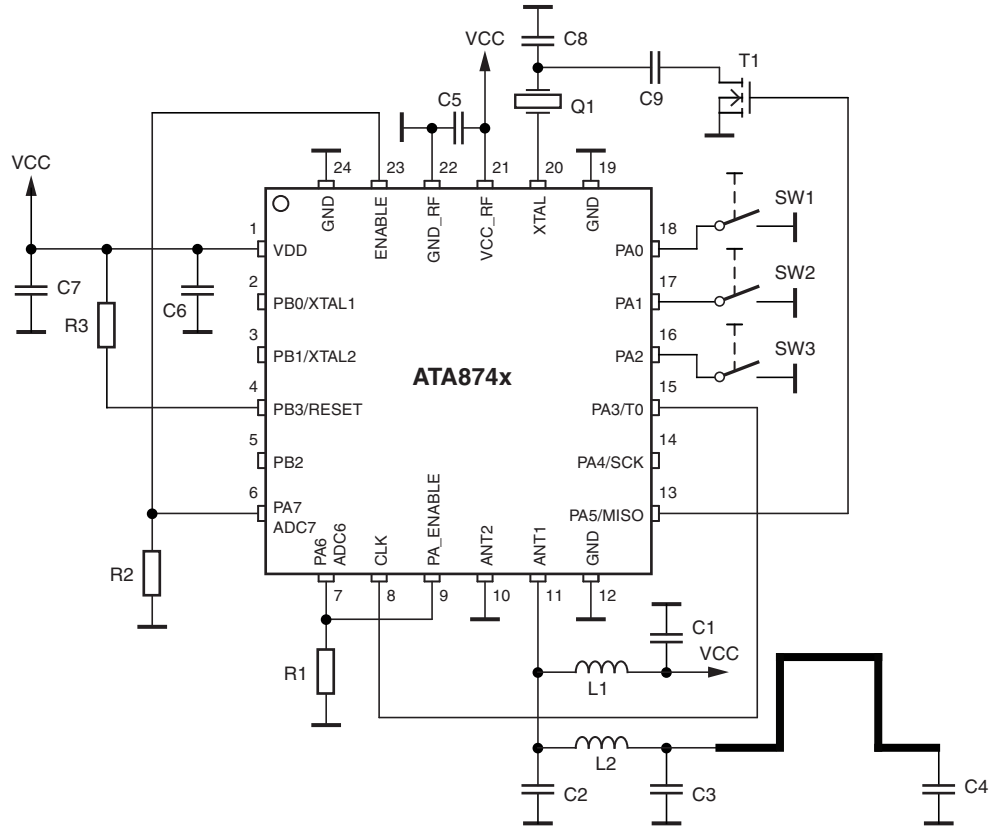 C8
VCC
T1
C5
Q1
C9
VCC
24
23
22
21
20
19
GND
ENABLE
GND_RF
VCC_RF
XTAL
GND
SW1
1
VDD
18
PA0
C7
C6
R3
SW2
2
PB0/XTAL1
17
PA1
3
PB1/XTAL2
16
PA2
SW3
ATA874x
4
PB3/RESET
15
PA3/T0
5
PB2
14
PA4/SCK
6
PA7
ADC7
13
PA5/MISO
PA6
ADC6
CLK
PA_ENABLE
ANT2
ANT1
GND
R2
7
8
9
10
11
12
C1
VCC
R1
L1
L2
C2
C3
C4